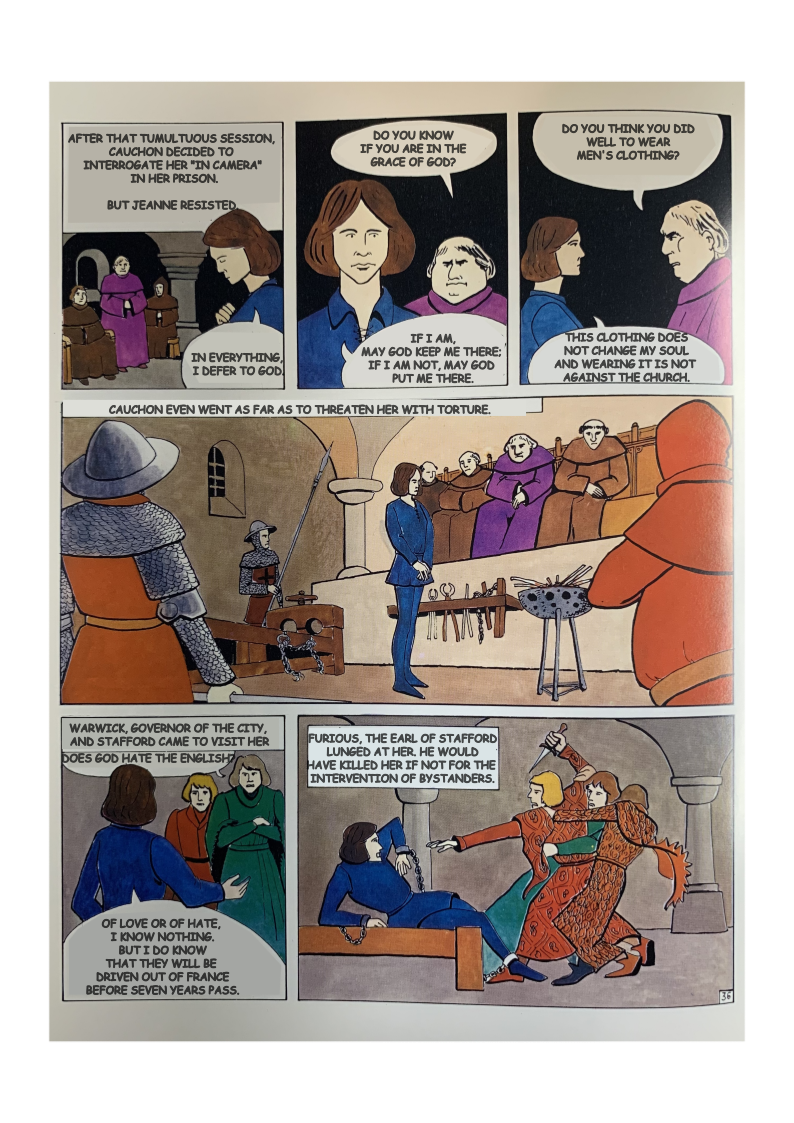 AFTER THAT TUMULTUOUS SESSION,
CAUCHON DECIDED TO
INTERROGATE HER "IN CAMERA"
IN HER PRISON.
BUT JEANNE RESISTED
IN EVERYTHING,
I DEFER TO GOD.
DO YOU KNOW
IF YOU ARE IN THE
GRACE OF GOD?
IF I AM,
MAY GOD KEEP ME THERE;
IF I AM NOT, MAY GOD
PUT ME THERE.
DO YOU THINK YOU DID
WELL TO WEAR
MEN'S CLOTHING?
THIS CLOTHING DOES
NOT CHANGE MY SOUL
AND WEARING IT IS NOT
AGAINST THE CHURCH.
CAUCHON EVEN WENT AS FAR AS TO THREATEN HER WITH TORTURE.
WARWICK, GOVERNOR OF THE CITY,
AND STAFFORD CAME TO VISIT HER
DOES GOD HATE THE ENGLISH?
OF LOVE OR OF HATE,
I KNOW NOTHING.
BUT I DO KNOW
THAT THEY WILL BE
DRIVEN OUT OF FRANCE
BEFORE SEVEN YEARS PASS.
FURIOUS, THE EARL OF STAFFORD
LUNGED AT HER. HE WOULD
HAVE KILLED HER IF NOT FOR THE
INTERVENTION OF BYSTANDERS.
36